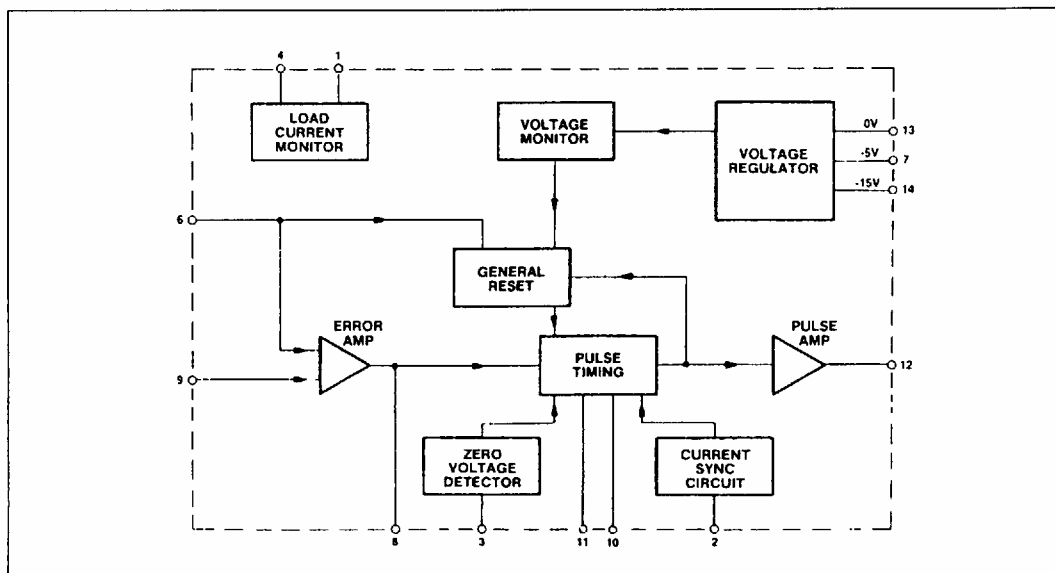 4 1
LOAD
CURRENT
MONITOR
VOLTAGE
MONITOR
VOLTAGE
REGULATOR
0V 13
-5V 7
-15V 14
6
GENERAL
RESET
ERROR
AMP
PULSE
TIMING
PULSE
AMP
9
12
ZERO
VOLTAGE
DETECTOR
CURRENT
SYNC
CIRCUIT
8 3 11 10 2